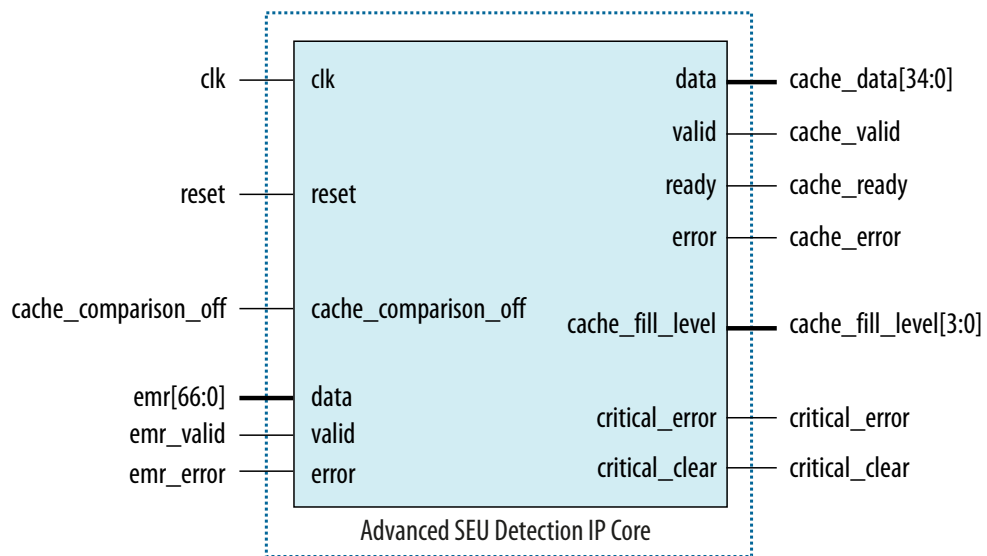 clk clk data cache_data[34:0]
valid cache_valid
reset reset ready cache_ready
error cache_error
cache_comparison_off cache_comparison_off
cache_fill_level cache_fill_level[3:0]
emr[66:0] data
critical_error critical_error
emr_valid valid
critical_clear critical_clear
emr_error error
Advanced SEU Detection IP Core